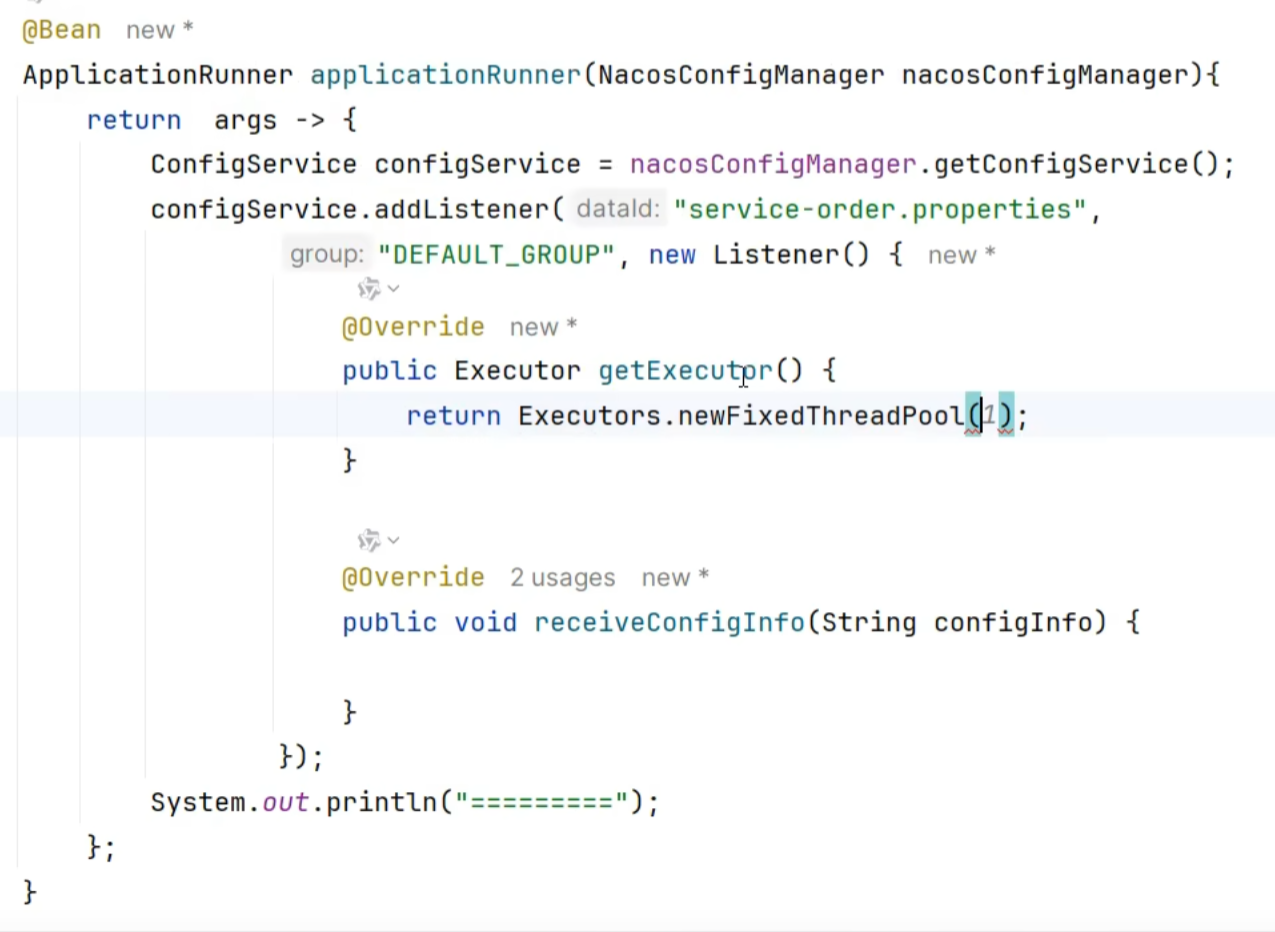 @Bean new *
ApplicationRunner applicationRunner(NacosConfigManager nacosConfigManager){
return args -> {
ConfigService configService = nacosConfigManager.getConfigService();
configService.addListener( dataId: "service-order.properties",
group: "DEFAULT_GROUP", new Listener() { new *
@Override new *
public Executor getExecutor() {
return Executors.newFixedThreadPool(1);
}
@Override 2 usages new *
public void receiveConfigInfo(String configInfo) {
}
});
System.out.println("=========");
};
}